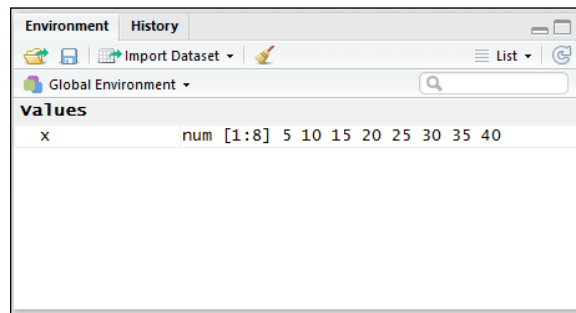 Environment History
Import Dataset List
Global Environment
Values
x num [1:8] 5 10 15 20 25 30 35 40